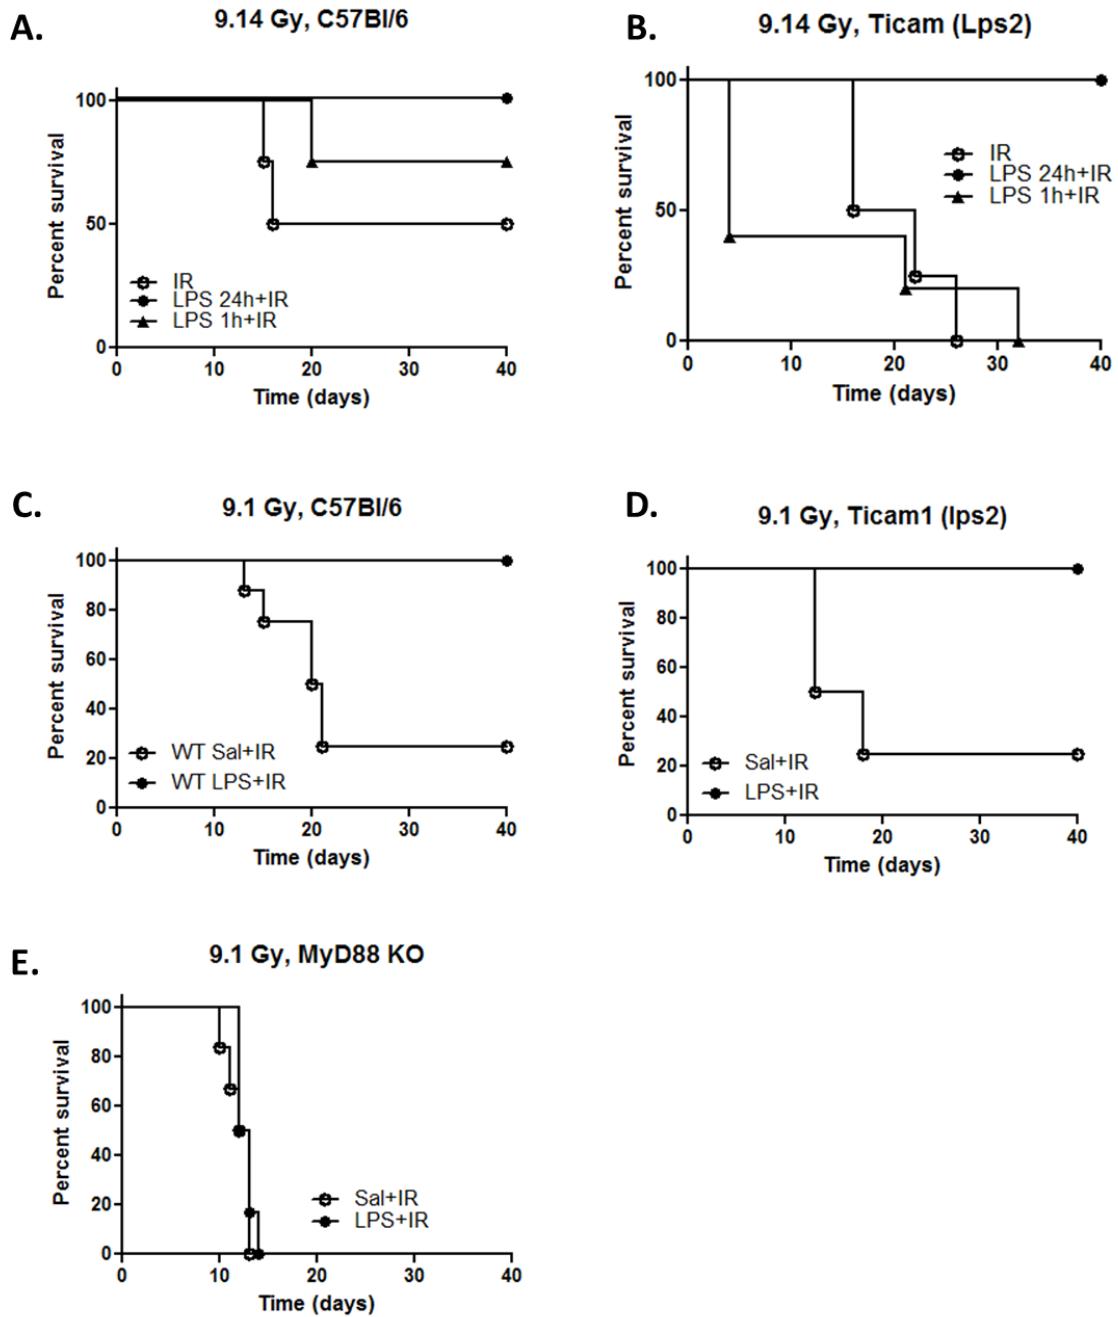 A.
9.14 Gy, C57Bl/6
Percent survival
100
50
0
0 10 20 30 40
Time (days)
IR
LPS 24h+IR
LPS 1h+IR
B.
9.14 Gy, Ticam (Lps2)
Percent survival
100
50
0
0 10 20 30 40
Time (days)
IR
LPS 24h+IR
LPS 1h+IR
C.
9.1 Gy, C57Bl/6
Percent survival
100
80
60
40
20
0
0 10 20 30 40
Time (days)
WT Sal+IR
WT LPS+IR
D.
9.1 Gy, Ticam1 (lps2)
Percent survival
100
80
60
40
20
0
0 10 20 30 40
Time (days)
Sal+IR
LPS+IR
E.
9.1 Gy, MyD88 KO
Percent survival
100
80
60
40
20
0
0 10 20 30 40
Time (days)
Sal+IR
LPS+IR